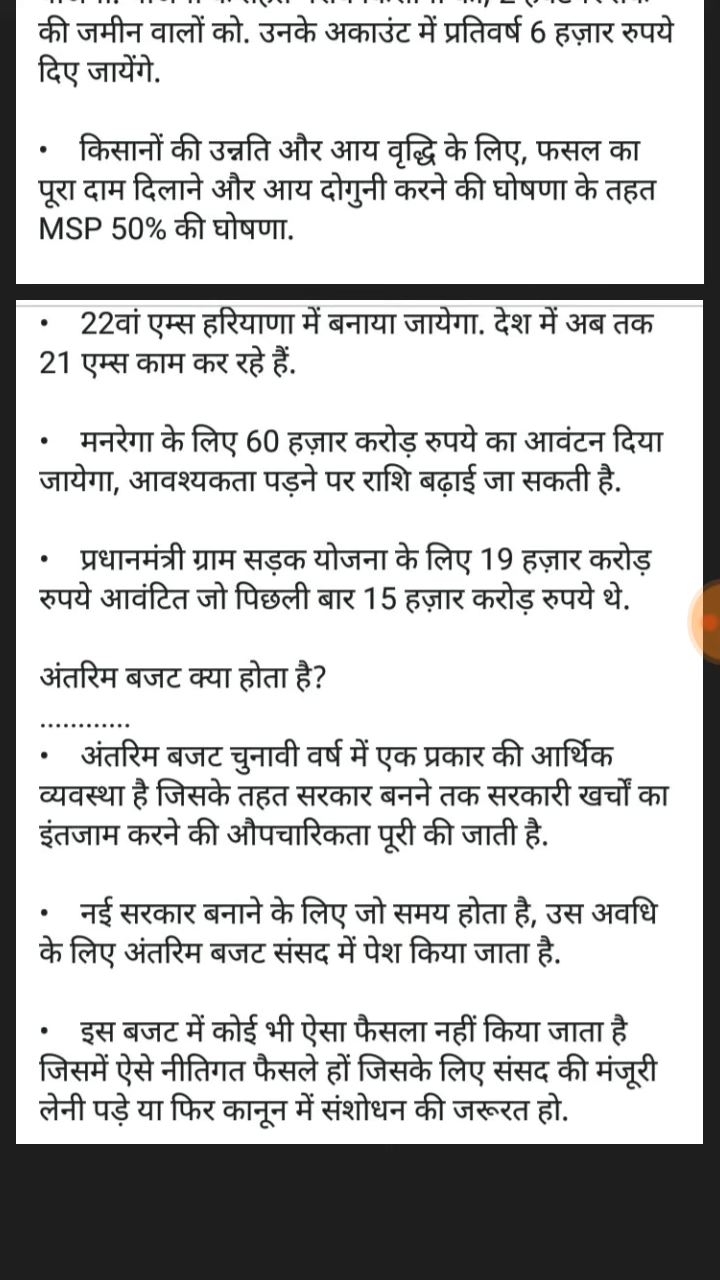 की जमीन वालों को. उनके अकाउंट में प्रतिवर्ष 6 हज़ार रुपये
दिए जायेंगे.
• किसानों की उन्नति और आय वृद्धि के लिए, फसल का
पूरा दाम दिलाने और आय दोगुनी करने की घोषणा के तहत
MSP 50% की घोषणा.
• 22वां एम्स हरियाणा में बनाया जायेगा. देश में अब तक
21 एम्स काम कर रहे हैं.
• मनरेगा के लिए 60 हज़ार करोड़ रुपये का आवंटन दिया
जायेगा, आवश्यकता पड़ने पर राशि बढ़ाई जा सकती है.
• प्रधानमंत्री ग्राम सड़क योजना के लिए 19 हज़ार करोड़
रुपये आवंटित जो पिछली बार 15 हज़ार करोड़ रुपये थे.
अंतरिम बजट क्या होता है?
............
• अंतरिम बजट चुनावी वर्ष में एक प्रकार की आर्थिक
व्यवस्था है जिसके तहत सरकार बनने तक सरकारी खर्चों का
इंतजाम करने की औपचारिकता पूरी की जाती है.
• नई सरकार बनाने के लिए जो समय होता है, उस अवधि
के लिए अंतरिम बजट संसद में पेश किया जाता है.
• इस बजट में कोई भी ऐसा फैसला नहीं किया जाता है
जिसमें ऐसे नीतिगत फैसले हों जिसके लिए संसद की मंजूरी
लेनी पड़े या फिर कानून में संशोधन की जरूरत हो.